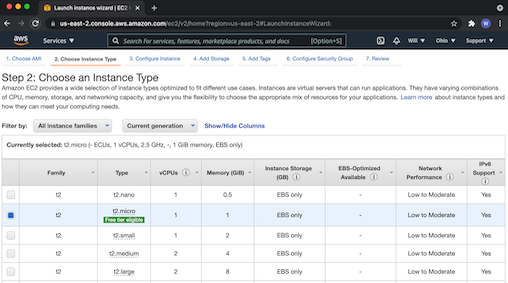 Launch instance wizard | EC2
us-east-2.console.aws.amazon.com/ec2/v2/home?region=us-east-2#LaunchInstanceWizard:
aws Services Search for services, features, marketplace products, and docs [Option+S] Will Ohio Support
1. Choose AMI 2. Choose Instance Type 3. Configure Instance 4. Add Storage 5. Add Tags 6. Configure Security Group 7. Review
Step 2: Choose an Instance Type
Amazon EC2 provides a wide selection of instance types optimized to fit different use cases. Instances are virtual servers that can run applications. They have varying combinations
of CPU, memory, storage, and networking capacity, and give you the flexibility to choose the appropriate mix of resources for your applications. Learn more about instance types and
how they can meet your computing needs.
Filter by: All instance families Current generation Show/Hide Columns
Currently selected: t2.micro (- ECUs, 1 vCPUs, 2.5 GHz, -, 1 GiB memory, EBS only)
Family Type vCPUs Memory (GiB) Instance Storage (GB) EBS-Optimized Available Network Performance IPv6 Support
t2 t2.nano 1 0.5 EBS only - Low to Moderate Yes
t2 t2.micro 1 1 EBS only - Low to Moderate Yes
Free tier eligible
t2 t2.small 1 2 EBS only - Low to Moderate Yes
t2 t2.medium 2 4 EBS only - Low to Moderate Yes
t2 t2.large 2 8 EBS only - Low to Moderate Yes